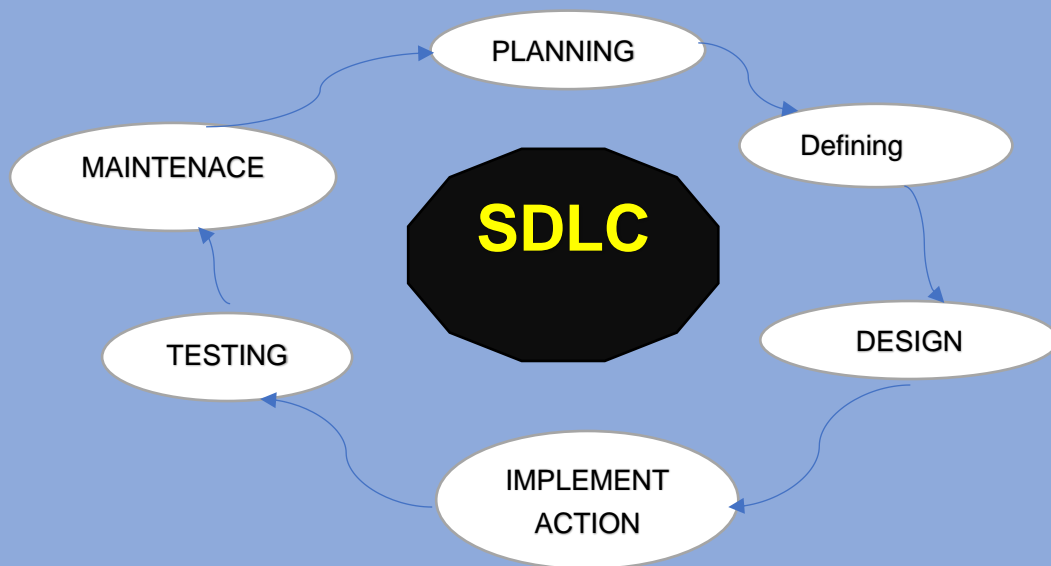 PLANNING
Defining
MAINTENACE
SDLC
DESIGN
TESTING
IMPLEMENT
ACTION